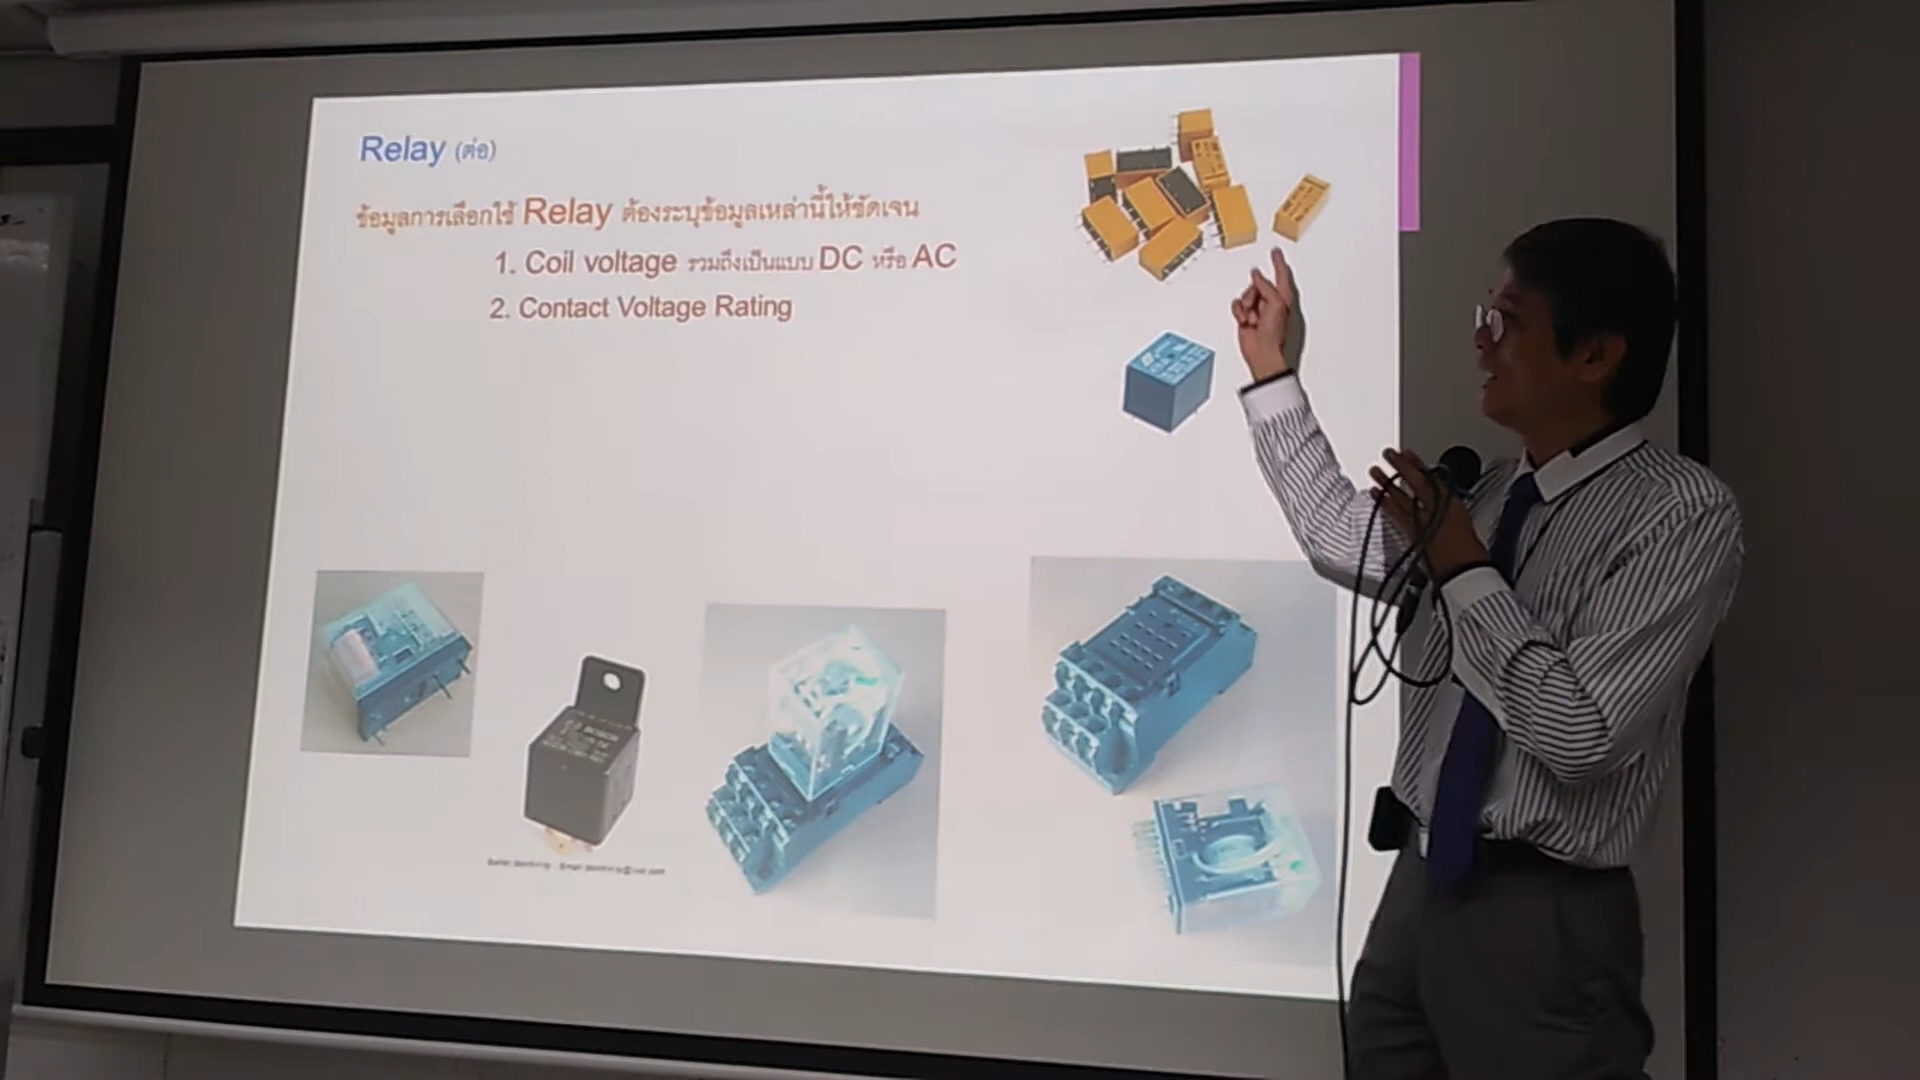 Relay (ต่อ)
ข้อมูลการเลือกใช้ Relay ต้องระบุข้อมูลเหล่านี้ให้ชัดเจน
1. Coil voltage รวมถึงเป็นแบบ DC หรือ AC
2. Contact Voltage Rating
BOSCH